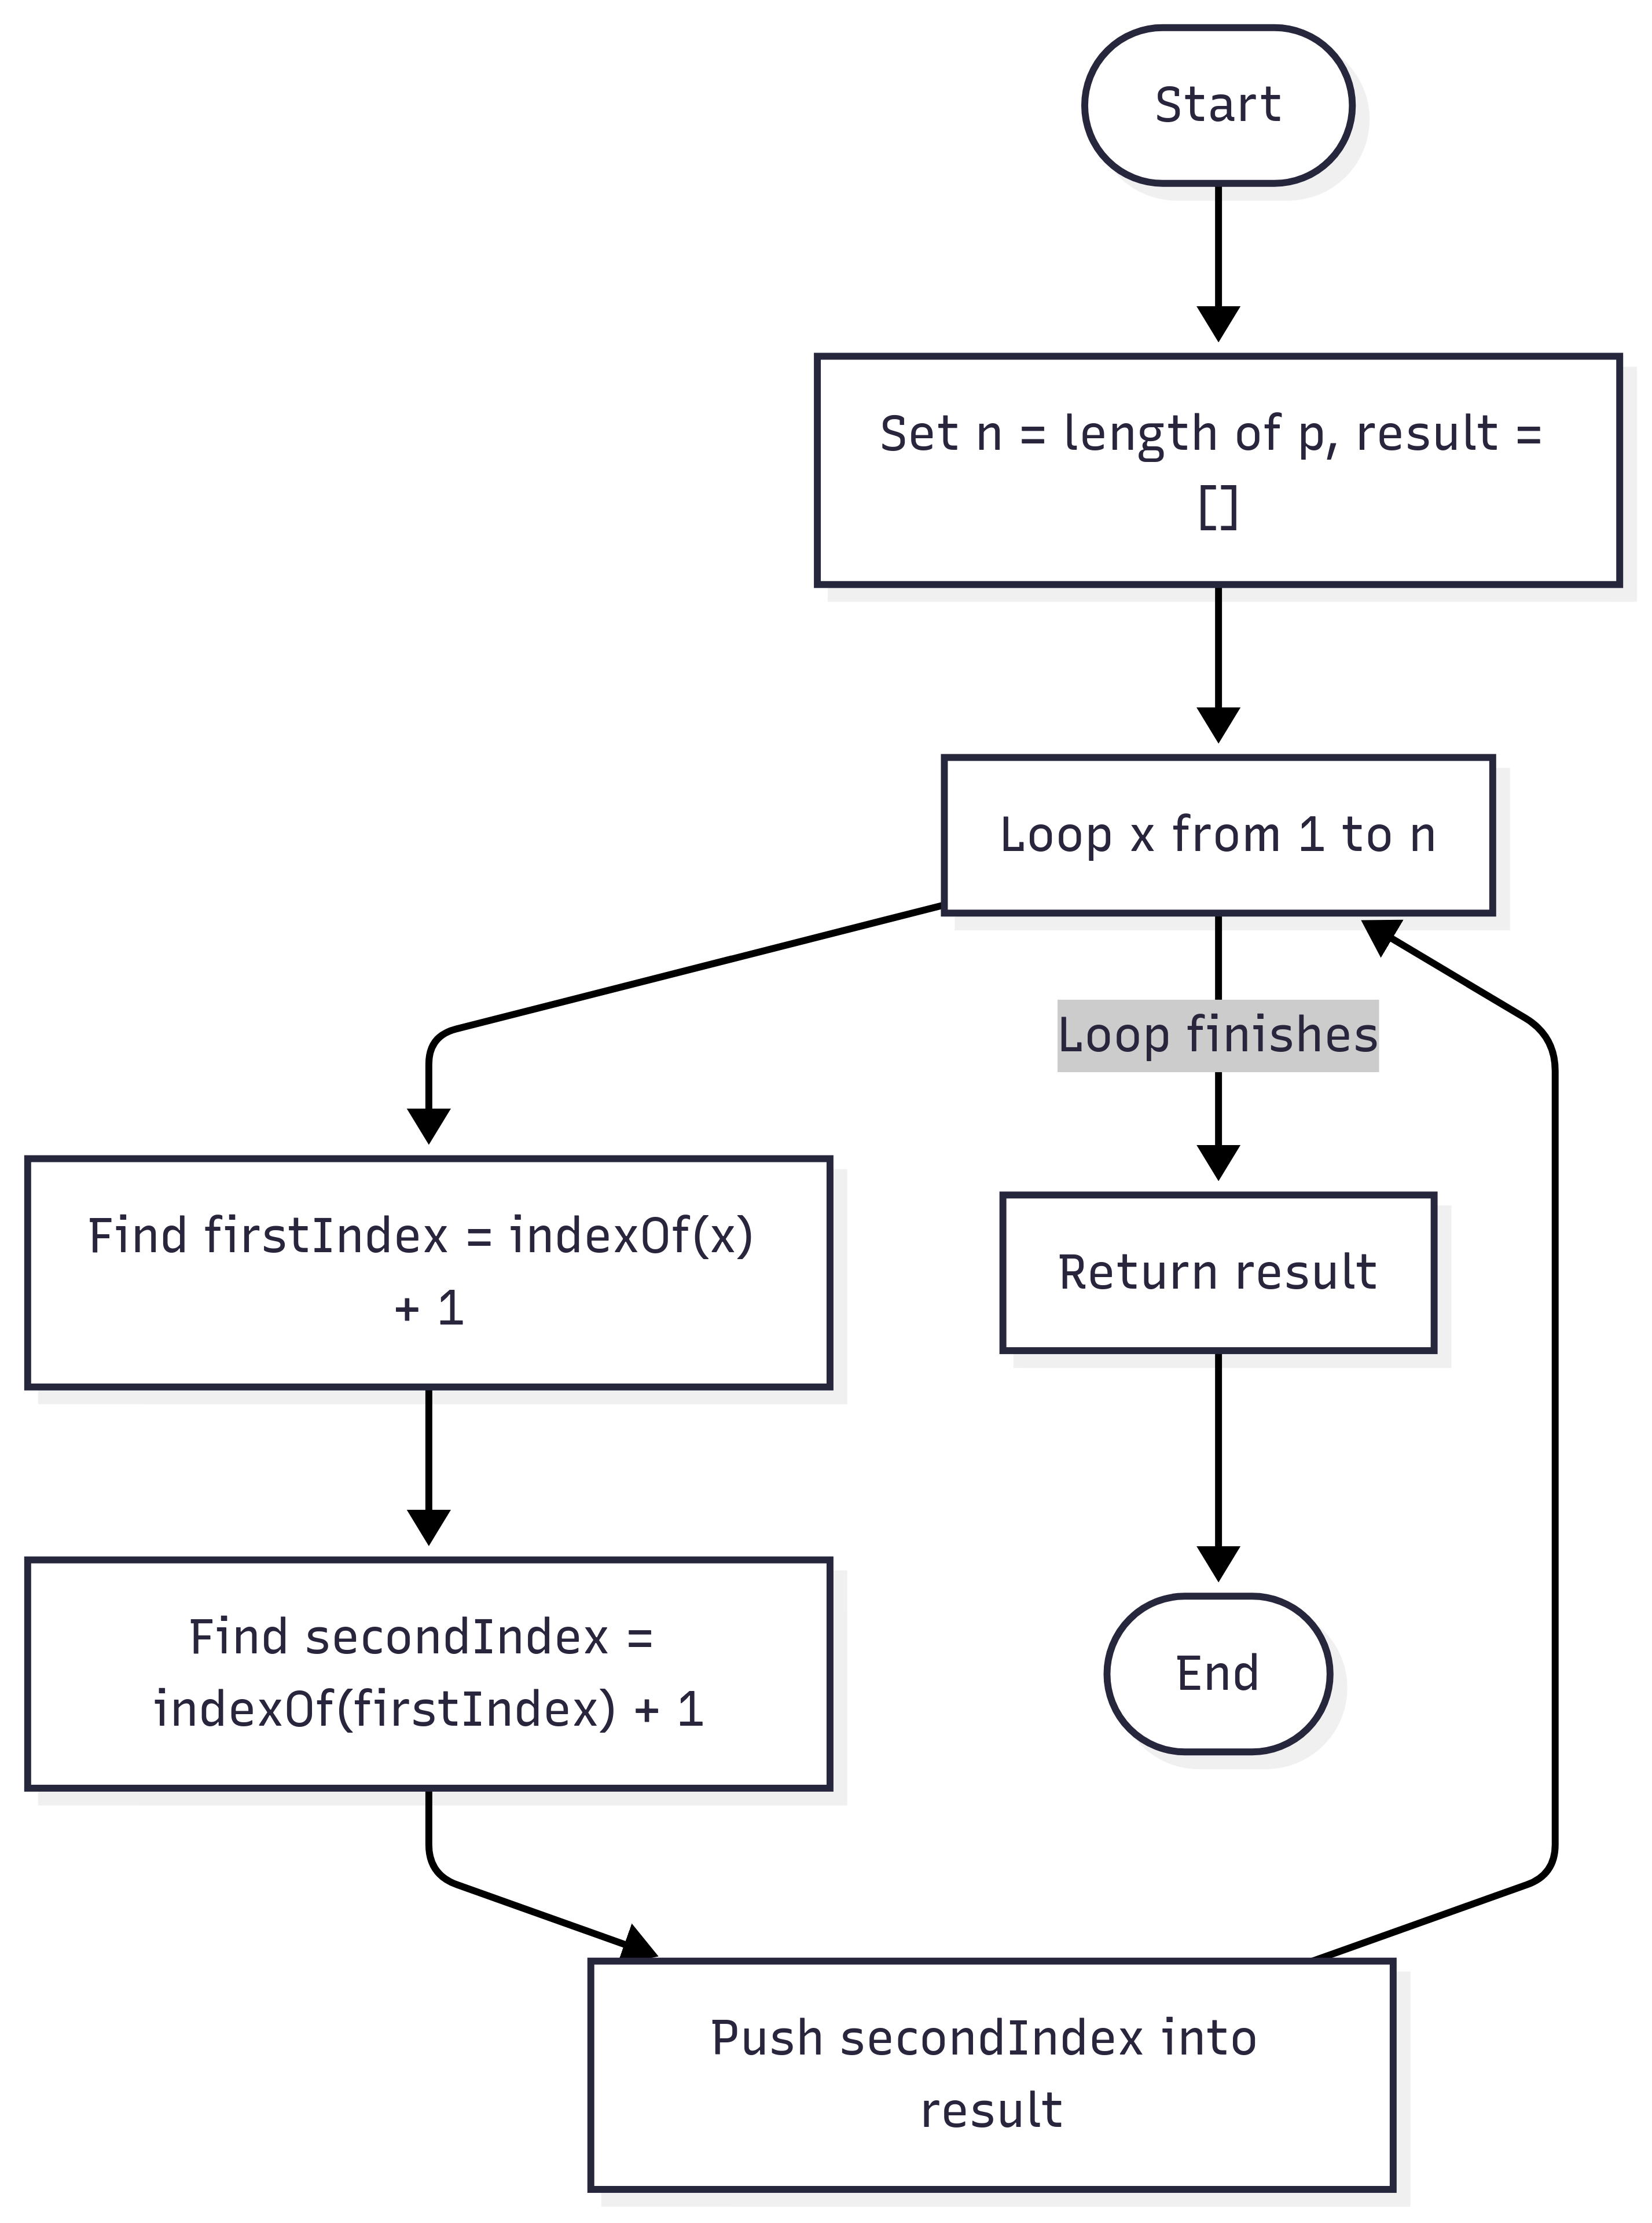 Start
Set n = length of p, result =
[]
Loop x from 1 to n
Loop finishes
Find firstIndex = indexOf(x)
+ 1
Return result
Find secondIndex =
indexOf(firstIndex) + 1
End
Push secondIndex into
result